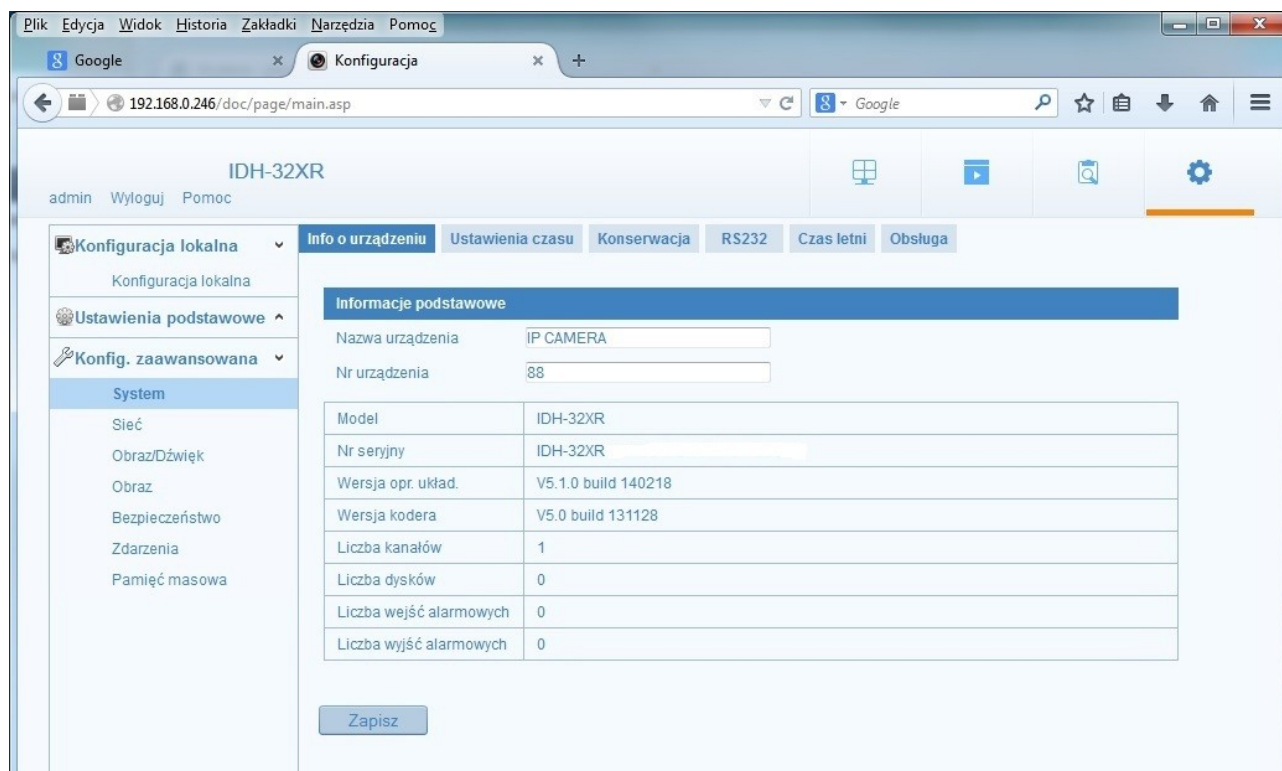 Plik Edycja Widok Historia Zakładki Narzędzia Pomoc
Google
Konfiguracja
192.168.0.246/doc/page/main.asp
Google
IDH-32XR
admin Wyloguj Pomoc
Konfiguracja lokalna
Konfiguracja lokalna
Ustawienia podstawowe
Konfig. zaawansowana
System
Sieć
Obraz/Dźwięk
Obraz
Bezpieczeństwo
Zdarzenia
Pamięć masowa
Info o urządzeniu Ustawienia czasu Konserwacja RS232 Czas letni Obsługa
Informacje podstawowe
Nazwa urządzenia IP CAMERA
Nr urządzenia 88
Model IDH-32XR
Nr seryjny IDH-32XR
Wersja opr. układ. V5.1.0 build 140218
Wersja kodera V5.0 build 131128
Liczba kanałów 1
Liczba dysków 0
Liczba wejść alarmowych 0
Liczba wyjść alarmowych 0
Zapisz